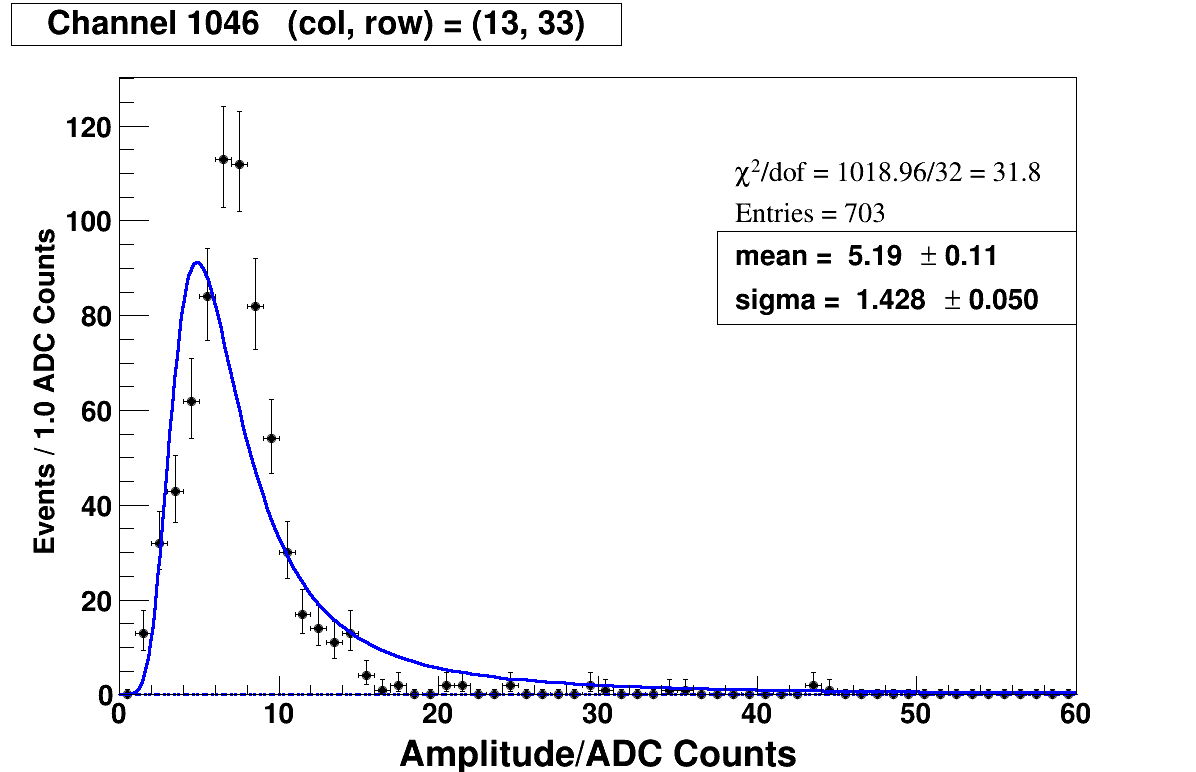 Channel 1046 (col, row) = (13, 33)
120
100
80
60
40
20
0
Events / 1.0 ADC Counts
χ²/dof = 1018.96/32 = 31.8
Entries = 703
mean = 5.19 ± 0.11
sigma = 1.428 ± 0.050
0 10 20 30 40 50 60
Amplitude/ADC Counts